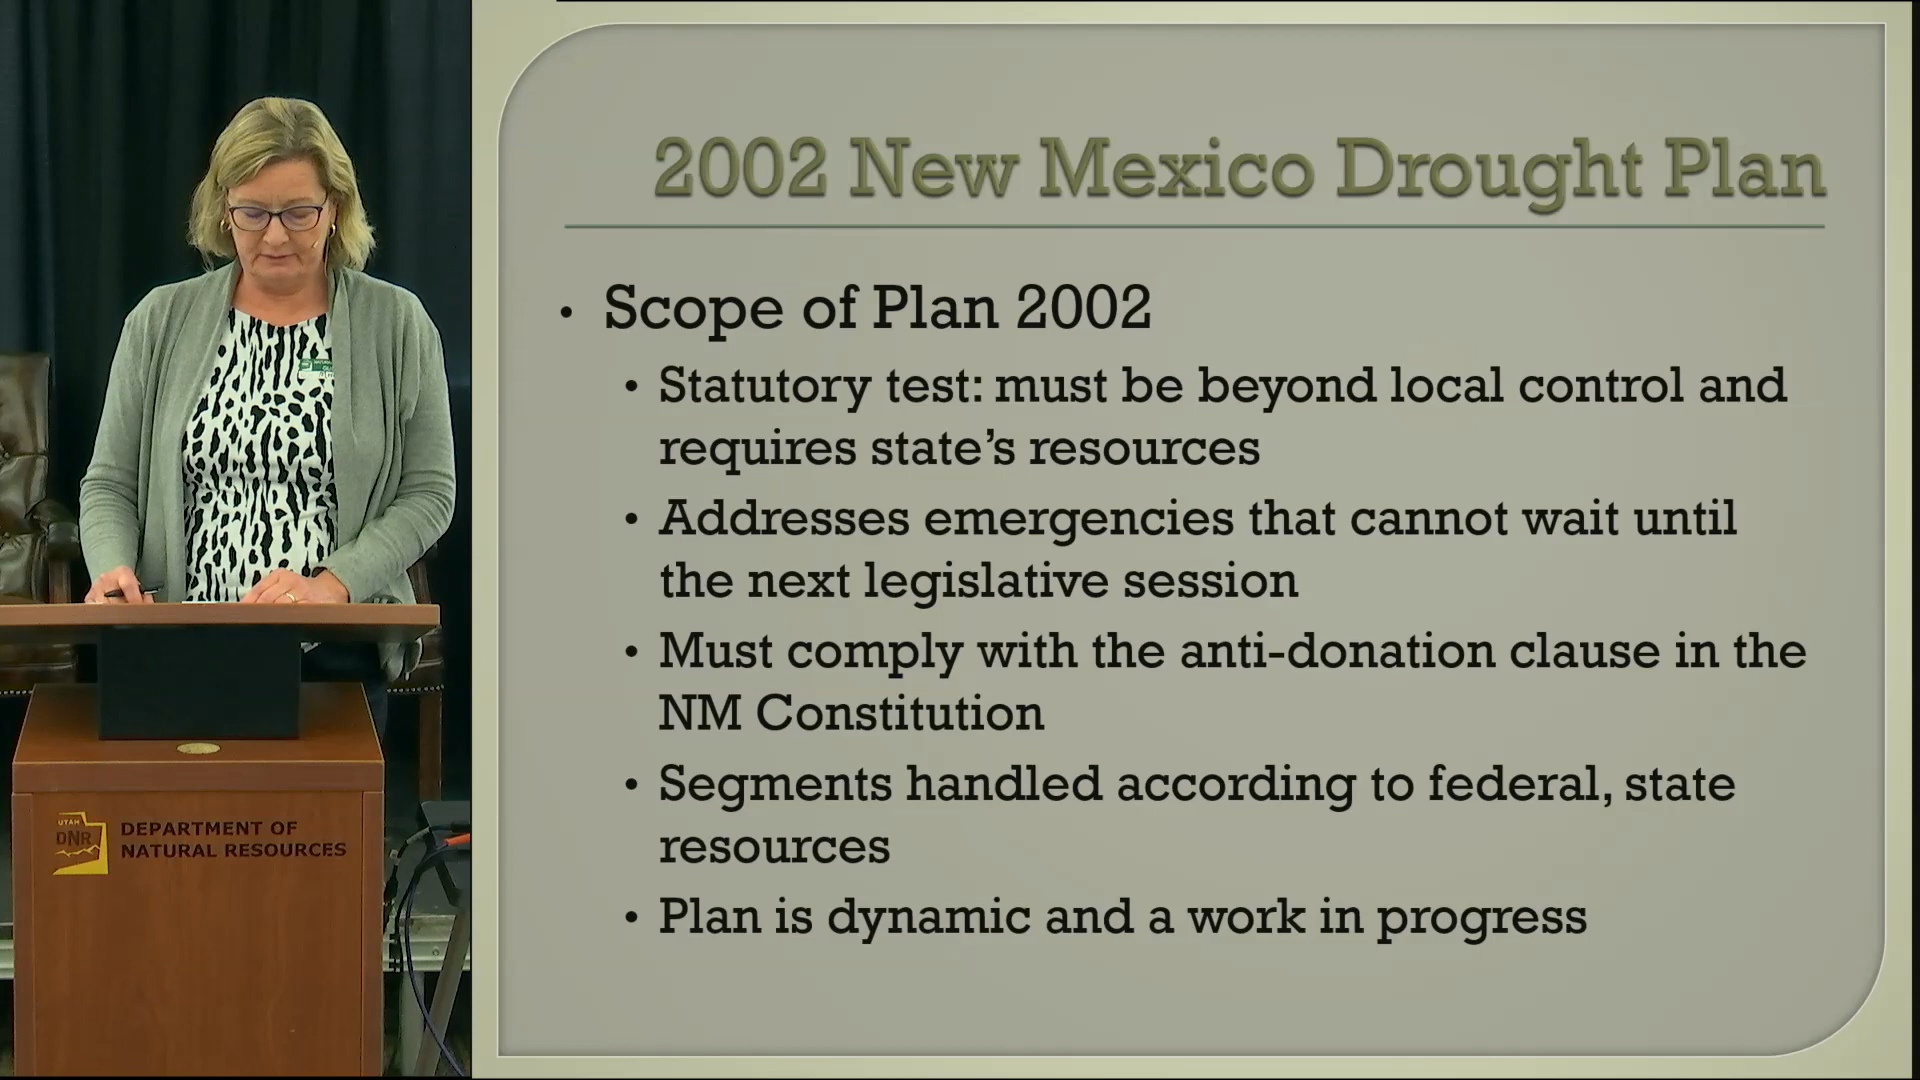 2002 New Mexico Drought Plan
• Scope of Plan 2002
• Statutory test: must be beyond local control and
requires state’s resources
• Addresses emergencies that cannot wait until
the next legislative session
• Must comply with the anti-donation clause in the
NM Constitution
• Segments handled according to federal, state
resources
• Plan is dynamic and a work in progress
UTAH
DNR
DEPARTMENT OF
NATURAL RESOURCES